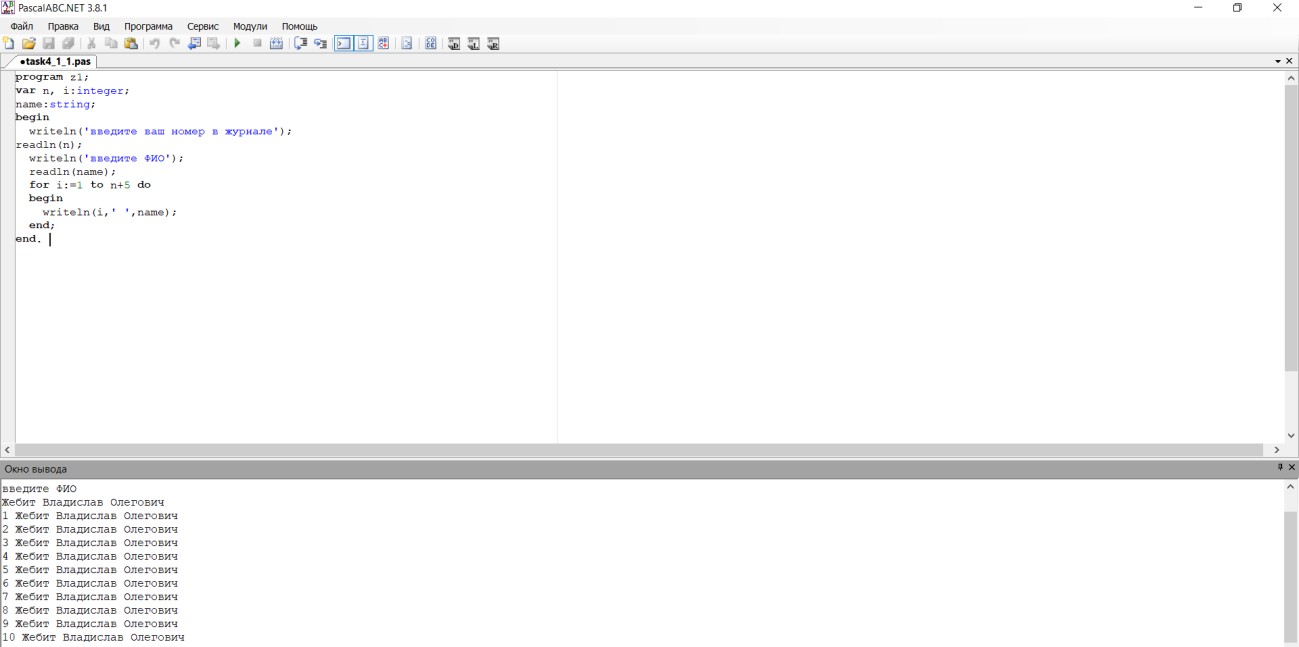 PascalABC.NET 3.8.1
Файл Правка Вид Программа Сервис Модули Помощь
•task4_1_1.pas
program z1;
var n, i:integer;
name:string;
begin
writeln('введите ваш номер в журнале');
readln(n);
writeln('введите ФИО');
readln(name);
for i:=1 to n+5 do
begin
writeln(i,' ',name);
end;
end.
Окно вывода
введите ФИО
Жебит Владислав Олегович
1 Жебит Владислав Олегович
2 Жебит Владислав Олегович
3 Жебит Владислав Олегович
4 Жебит Владислав Олегович
5 Жебит Владислав Олегович
6 Жебит Владислав Олегович
7 Жебит Владислав Олегович
8 Жебит Владислав Олегович
9 Жебит Владислав Олегович
10 Жебит Владислав Олегович